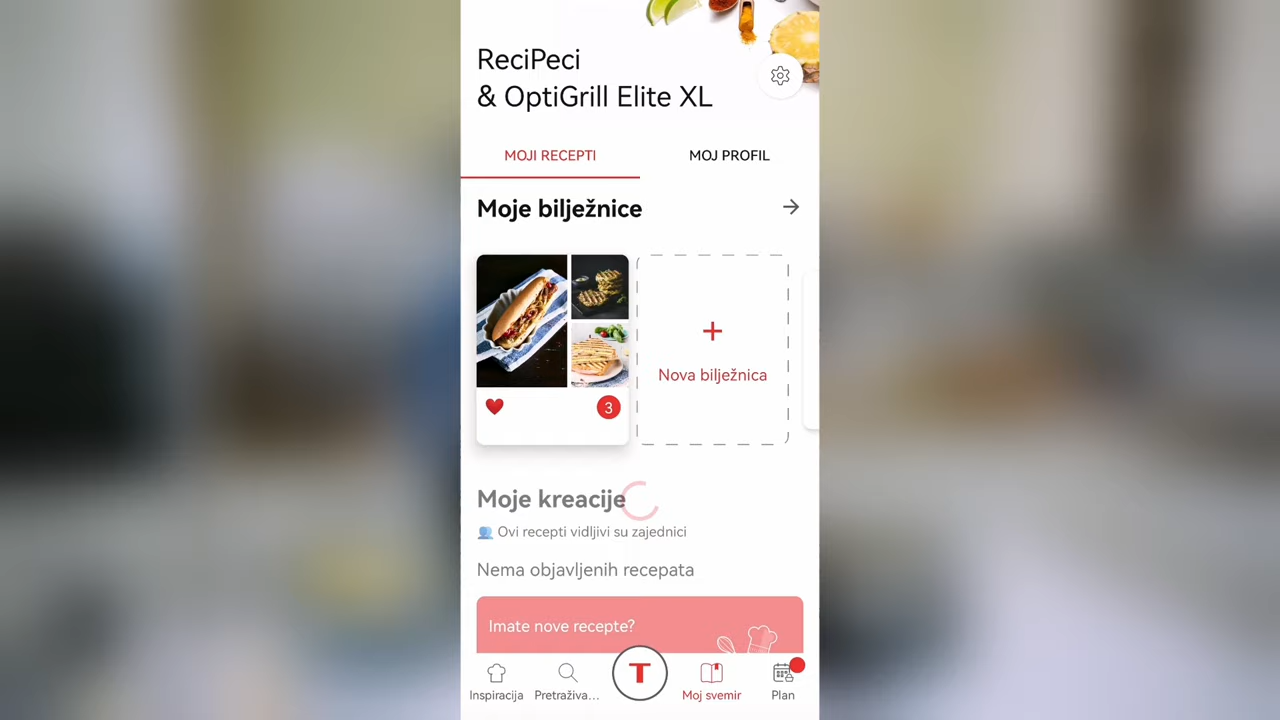 ReciPeci
& OptiGrill Elite XL
MOJI RECEPTI
MOJ PROFIL
Moje bilježnice
3
+
Nova bilježnica
Moje kreacije
Ovi recepti vidljivi su zajednici
Nema objavljenih recepata
Imate nove recepte?
T
Inspiracija
Pretraživa...
Moj svemir
Plan